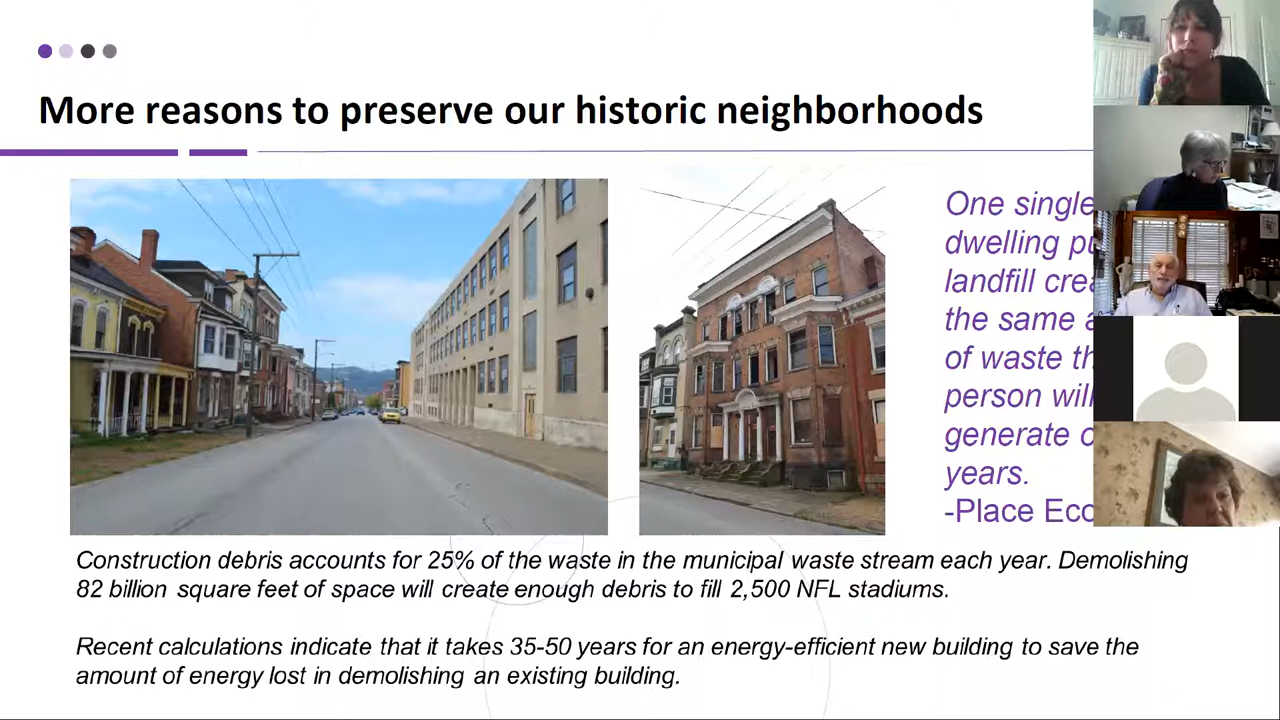 More reasons to preserve our historic neighborhoods
One single
dwelling
landfill
the same
of waste
person
generate
years.
-Place
Construction debris accounts for 25% of the waste in the municipal waste stream each year. Demolishing
82 billion square feet of space will create enough debris to fill 2,500 NFL stadiums.
Recent calculations indicate that it takes 35-50 years for an energy-efficient new building to save the
amount of energy lost in demolishing an existing building.